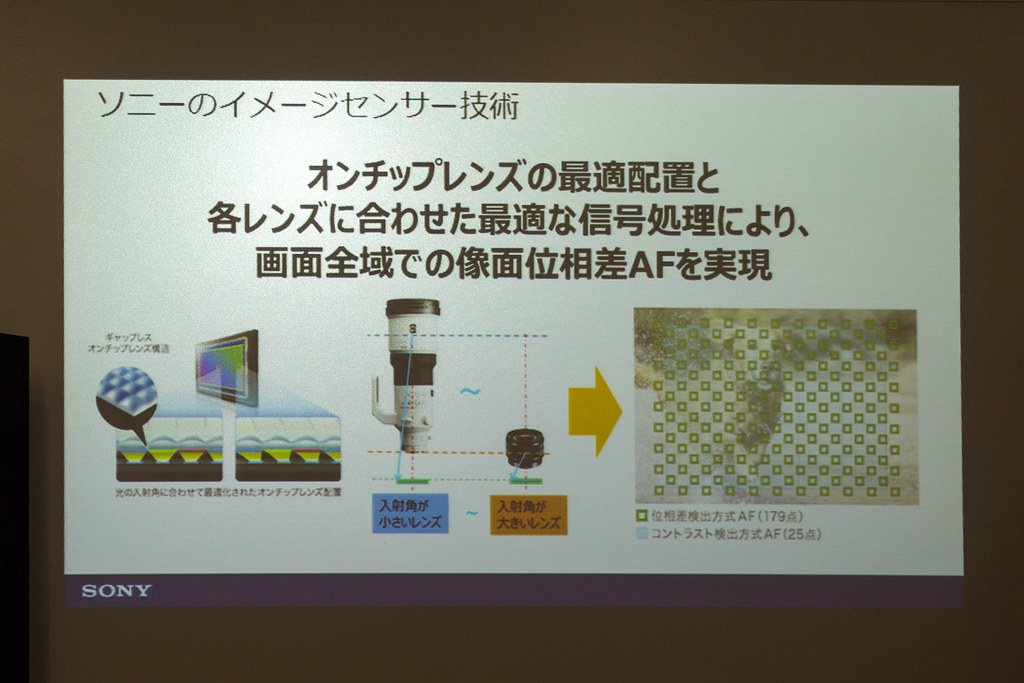 ソニーのイメージセンサー技術
オンチップレンズの最適配置と
各レンズに合わせた最適な信号処理により、
画面全域での像面位相差AFを実現
ギャップレス
オンチップレンズ構造
光の入射角に合わせて最適化されたオンチップレンズ配置
～
入射角が
小さいレンズ
～
入射角が
大きいレンズ
位相差検出方式AF(179点)
コントラスト検出方式AF(25点)
SONY